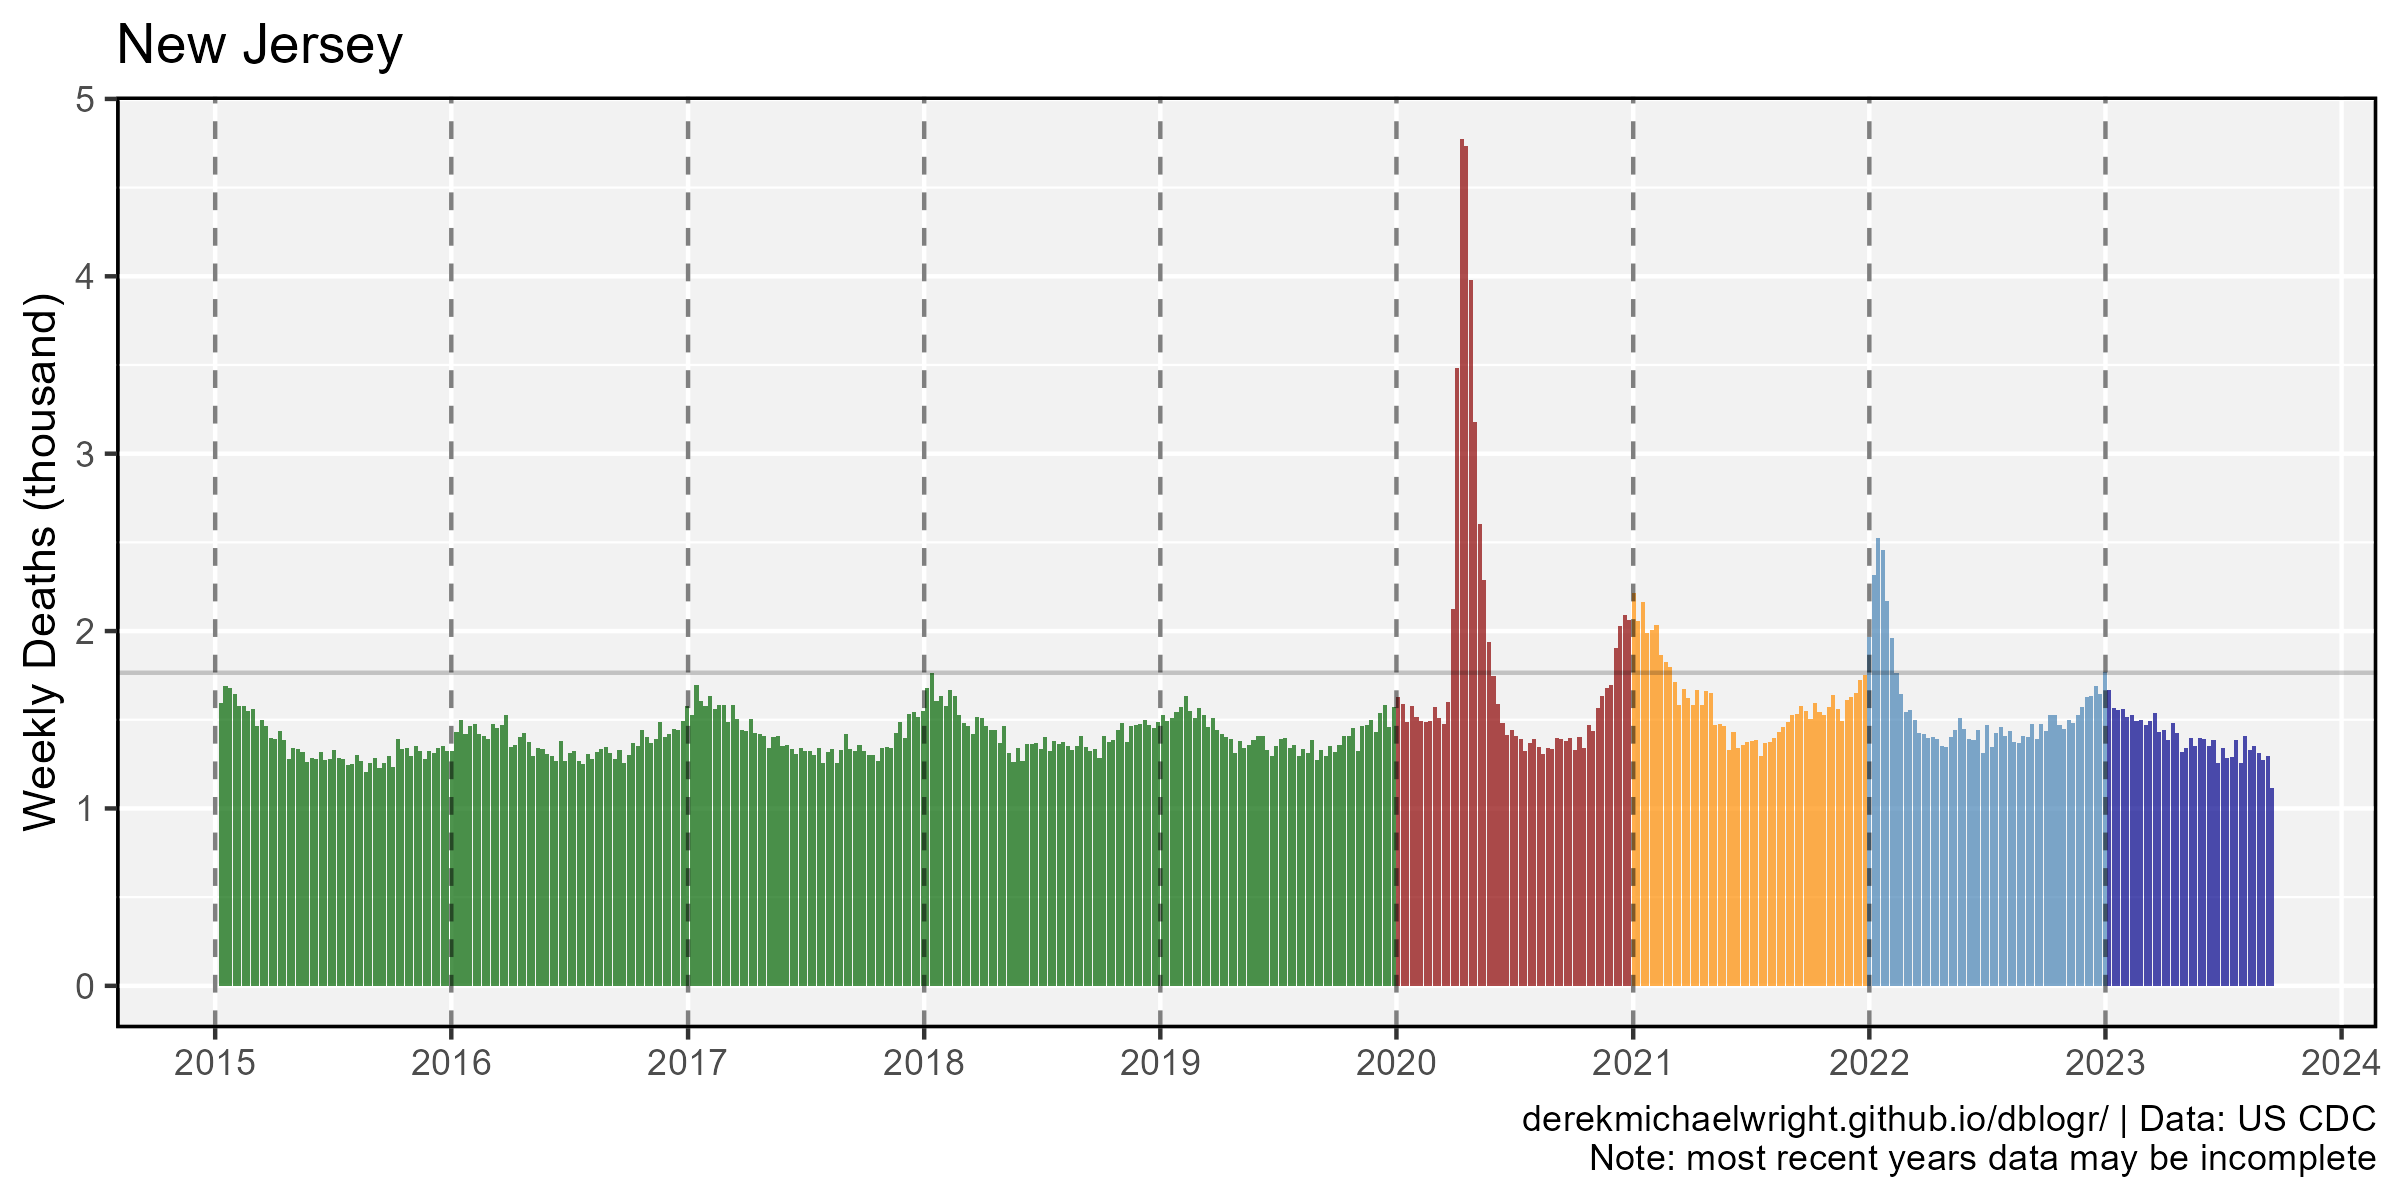 New Jersey
Weekly Deaths (thousand)
5
4
3
2
1
0
2015 2016 2017 2018 2019 2020 2021 2022 2023 2024
derekmichaelwright.github.io/dblogr/ | Data: US CDC
Note: most recent years data may be incomplete